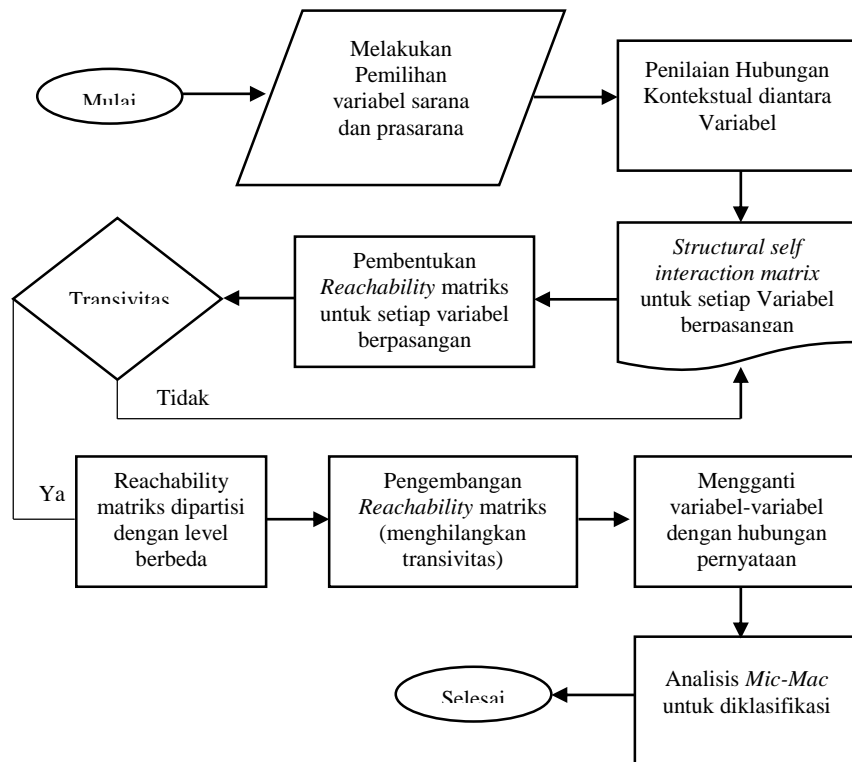 Mulai
Melakukan
Pemilihan
variabel sarana
dan prasarana
Penilaian Hubungan
Kontekstual diantara
Variabel
Structural self
interaction matrix
untuk setiap Variabel
berpasangan
Pembentukan
Reachability matriks
untuk setiap variabel
berpasangan
Transivitas
Tidak
Ya
Reachability
matriks dipartisi
dengan level
berbeda
Pengembangan
Reachability matriks
(menghilangkan
transivitas)
Mengganti
variabel-variabel
dengan hubungan
pernyataan
Analisis Mic-Mac
untuk diklasifikasi
Selesai